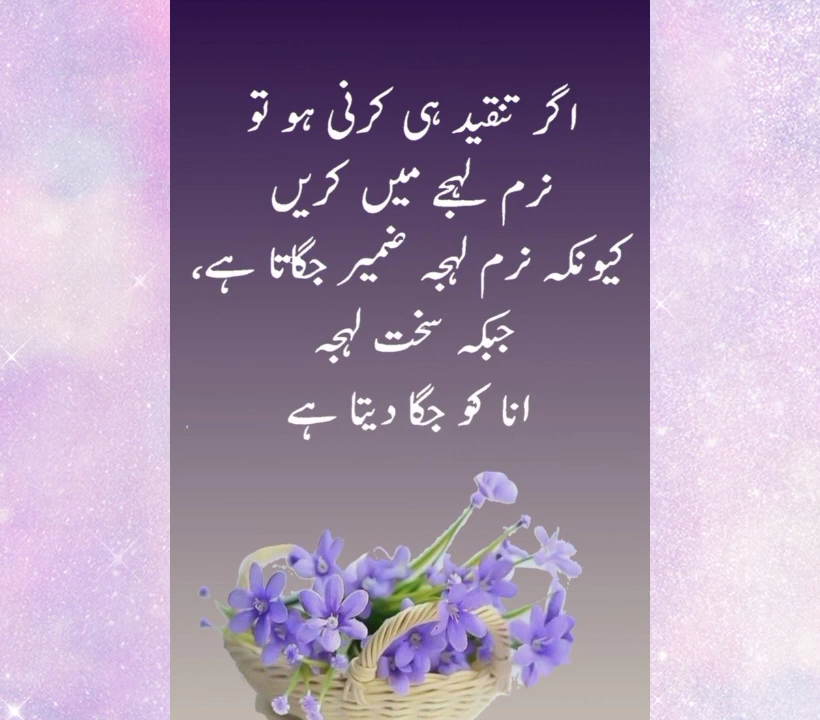 اگر تنقید ہی کرنی ہو تو
نرم لہجے میں کریں
کیونکہ نرم لہجہ ضمیر جگاتا ہے،
جبکہ سخت لہجہ
انا کو جگا دیتا ہے